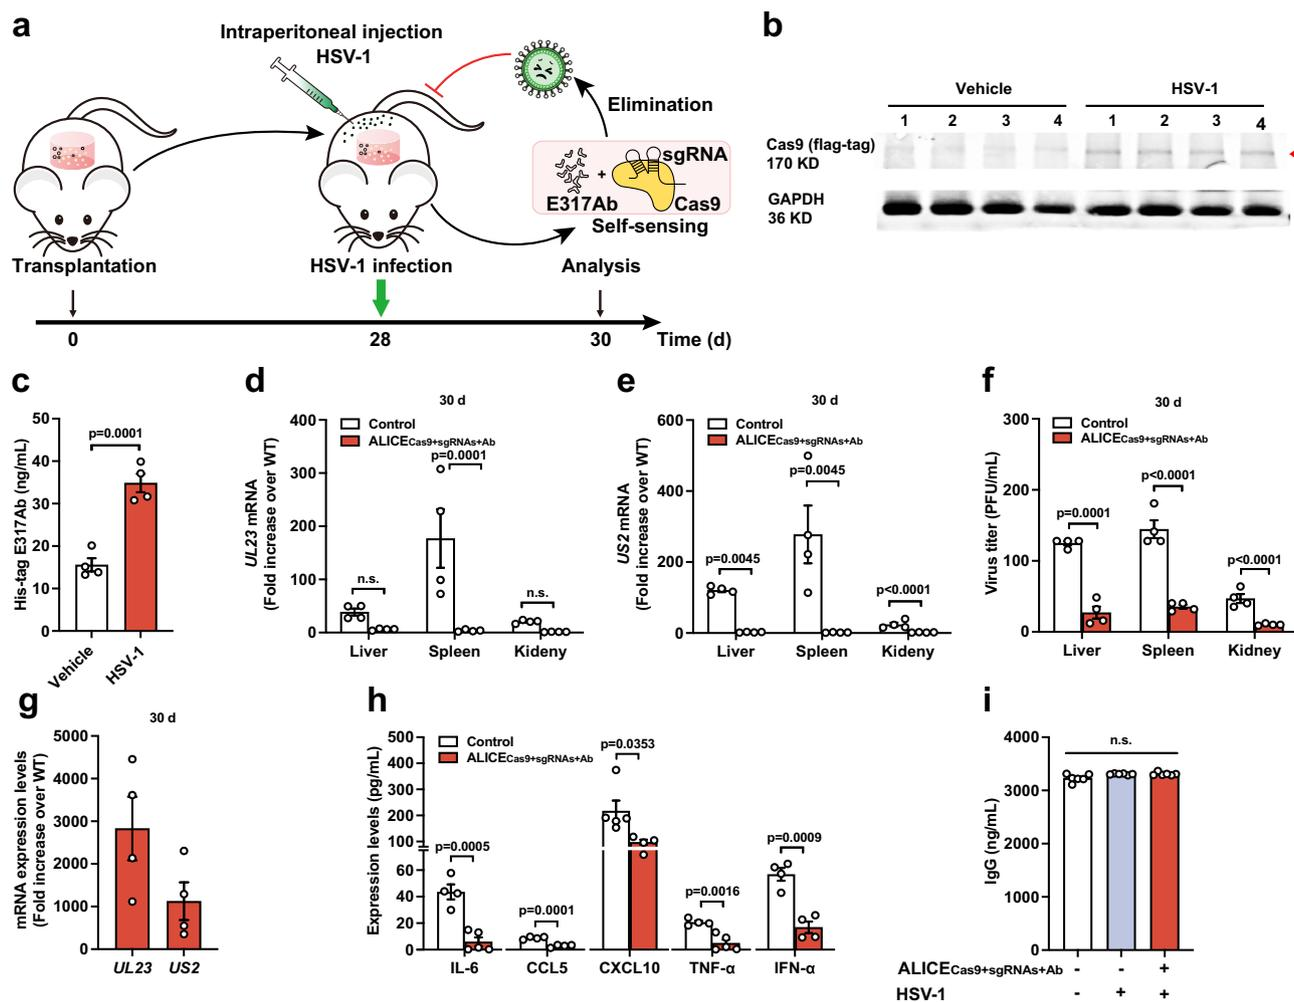 a
Intraperitoneal injection
HSV-1
Elimination
sgRNA
+
E317Ab
Cas9
Self-sensing
Transplantation
HSV-1 infection
Analysis
0
28
30
Time (d)
b
Vehicle
HSV-1
1 2 3 4 1 2 3 4
Cas9 (flag-tag)
170 KD
GAPDH
36 KD
c
His-tag E317Ab (ng/mL)
50
40
30
20
10
0
p=0.0001
Vehicle
HSV-1
d
30 d
UL23 mRNA
(Fold increase over WT)
400
300
200
100
0
Control
ALICECas9+sgRNAs+Ab
p=0.0001
n.s.
n.s.
Liver
Spleen
Kideny
e
30 d
US2 mRNA
(Fold increase over WT)
600
400
200
0
Control
ALICECas9+sgRNAs+Ab
p=0.0045
p=0.0045
p<0.0001
Liver
Spleen
Kideny
f
30 d
Virus titer (PFU/mL)
300
200
100
0
Control
ALICECas9+sgRNAs+Ab
p<0.0001
p=0.0001
p<0.0001
Liver
Spleen
Kidney
g
30 d
mRNA expression levels
(Fold increase over WT)
5000
4000
3000
2000
1000
0
UL23
US2
h
Expression levels (pg/mL)
500
400
300
200
100
60
40
20
0
Control
ALICECas9+sgRNAs+Ab
p=0.0353
p=0.0005
p=0.0009
p=0.0016
p=0.0001
IL-6
CCL5
CXCL10
TNF-α
IFN-α
i
IgG (ng/mL)
4000
3000
2000
1000
0
n.s.
ALICECas9+sgRNAs+Ab - - +
HSV-1 - + +